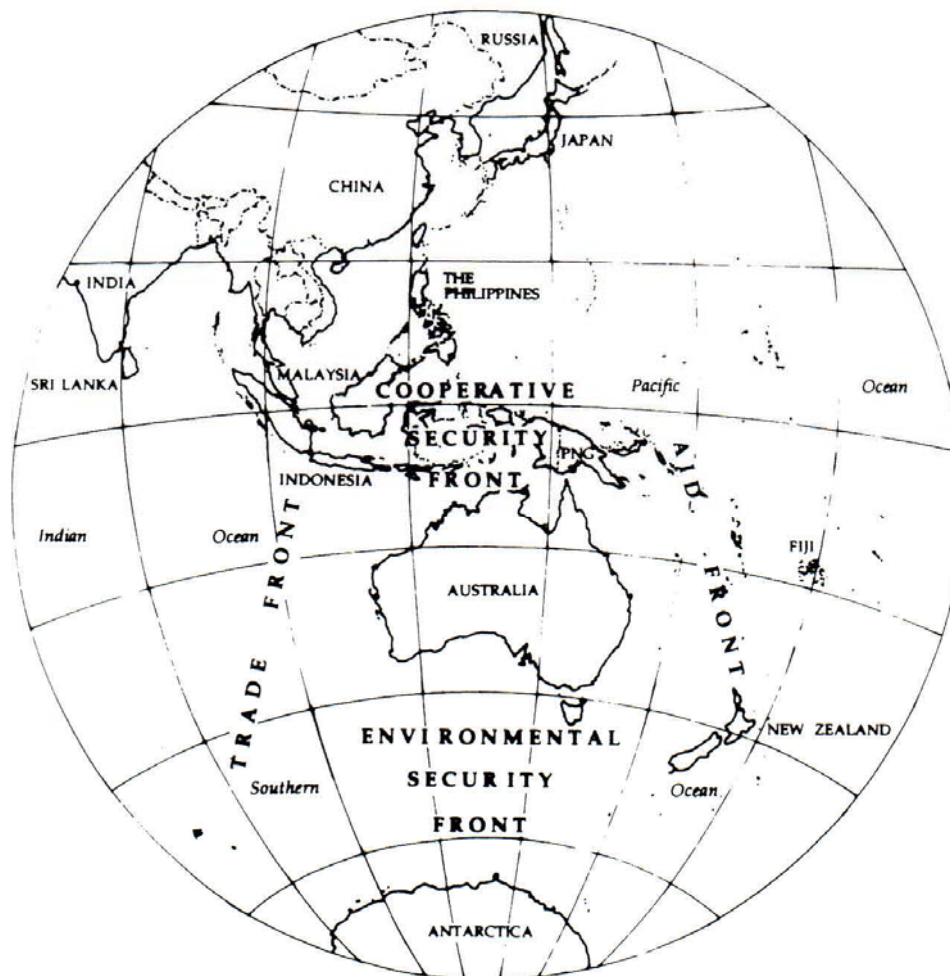 RUSSIA
JAPAN
CHINA
INDIA
THE
PHILIPPINES
SRI LANKA
MALAYSIA
COOPERATIVE
Pacific
Ocean
SECURITY
PNG
INDONESIA
FRONT
AID FRONT
Indian
Ocean
TRADE FRONT
FIJI
AUSTRALIA
ENVIRONMENTAL
NEW ZEALAND
SECURITY
Southern
Ocean
FRONT
ANTARCTICA